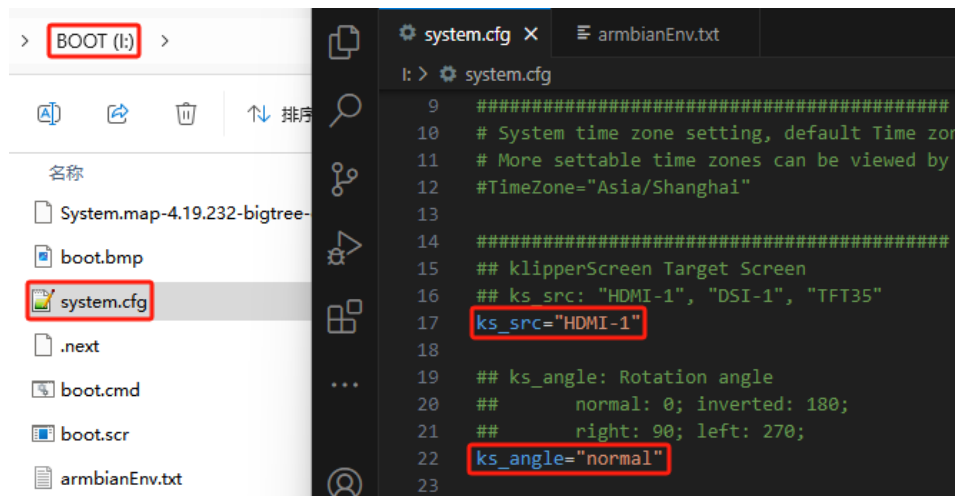 BOOT (I:)
排序
名称
System.map-4.19.232-bigtree-
boot.bmp
system.cfg
.next
boot.cmd
boot.scr
armbianEnv.txt
system.cfg
armbianEnv.txt
I: > system.cfg
9 ############################################
10 # System time zone setting, default Time zon
11 # More settable time zones can be viewed by
12 #TimeZone="Asia/Shanghai"
13
14 ############################################
15 ## klipperScreen Target Screen
16 ## ks_src: "HDMI-1", "DSI-1", "TFT35"
17 ks_src="HDMI-1"
18
19 ## ks_angle: Rotation angle
20 ## normal: 0; inverted: 180;
21 ## right: 90; left: 270;
22 ks_angle="normal"
23